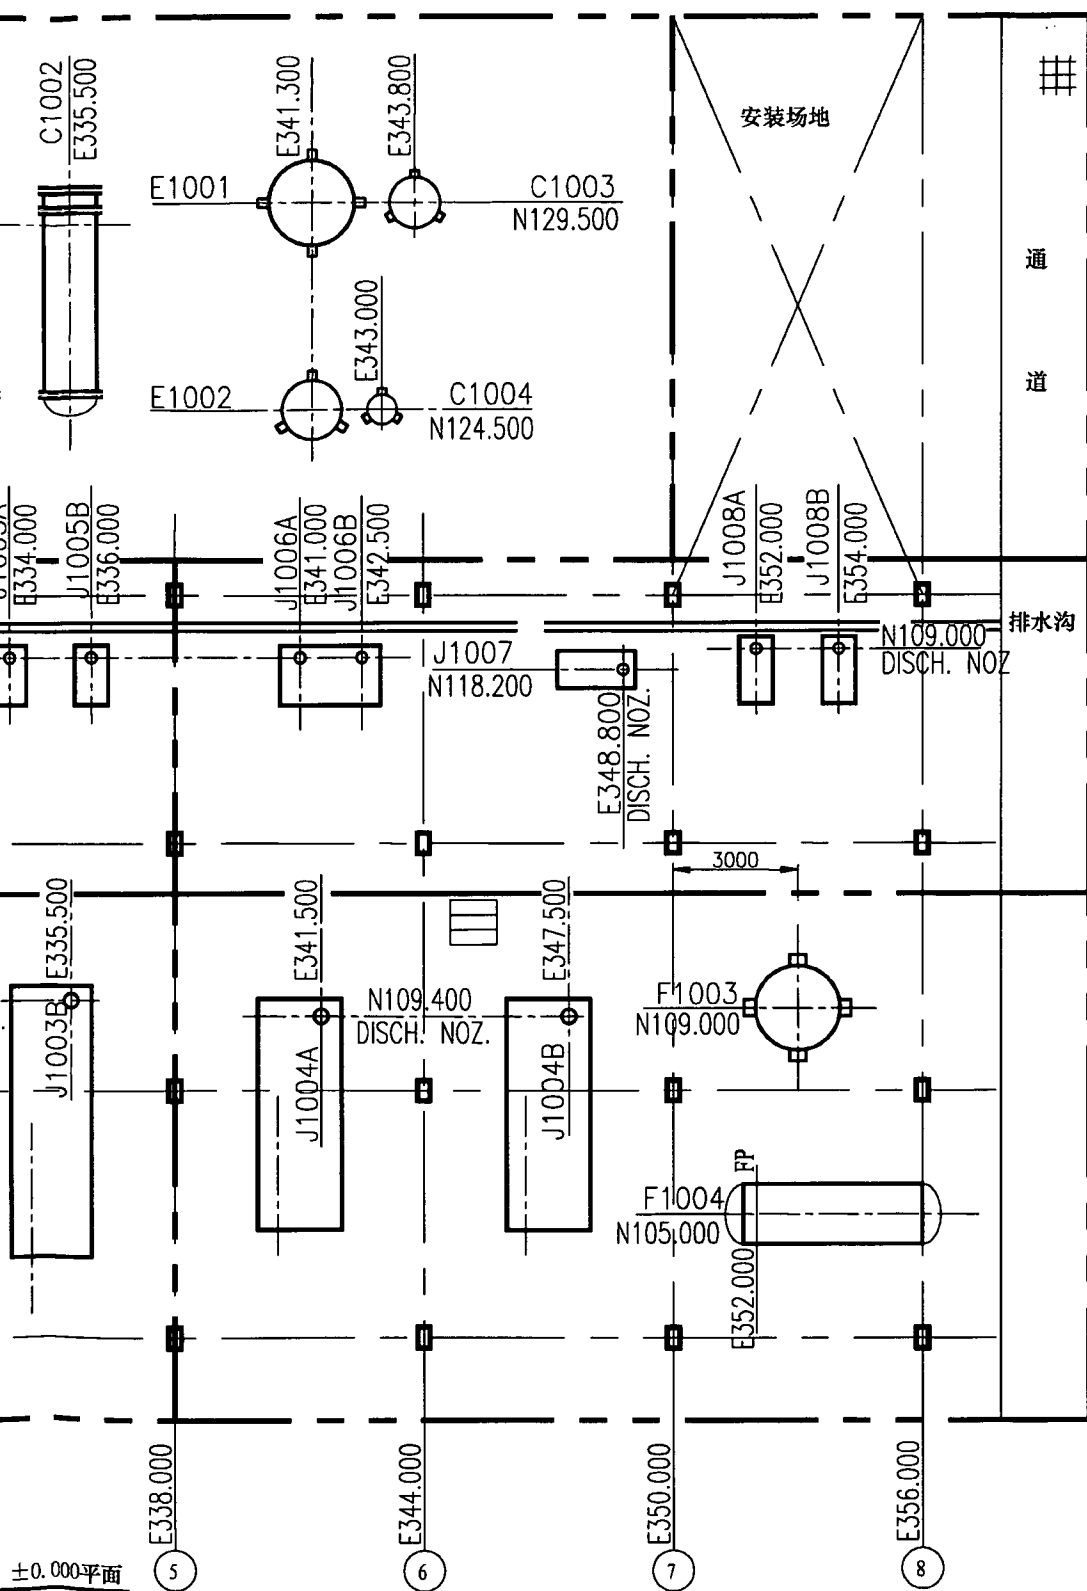 C1002
E335.500
E341.300
E343.800
安装场地
E1001
C1003
N129.500
通
道
E343.000
E1002
C1004
N124.500
E334.000
J1005B
E336.000
J1006A
E341.000
J1006B
E342.500
J1008A
E352.000
J1008B
E354.000
排水沟
J1007
N118.200
N109.000
DISCH. NOZ
E348.800
DISCH. NOZ.
3000
E335.500
J1003B
E341.500
J1004A
N109.400
DISCH. NOZ.
E347.500
J1004B
F1003
N109.000
FP
F1004
N105.000
E352.000
E338.000
E344.000
E350.000
E356.000
±0.000平面
5
6
7
8